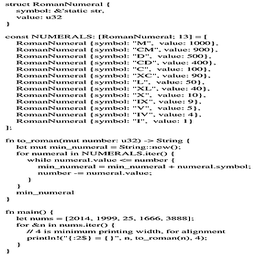 struct RomanNumeral {
    symbol: &'static str,
    value: u32
}

const NUMERALS: [RomanNumeral; 13] = [
    RomanNumeral {symbol: "M",  value: 1000},
    RomanNumeral {symbol: "CM", value: 900},
    RomanNumeral {symbol: "D",  value: 500},
    RomanNumeral {symbol: "CD", value: 400},
    RomanNumeral {symbol: "C",  value: 100},
    RomanNumeral {symbol: "XC", value: 90},
    RomanNumeral {symbol: "L",  value: 50},
    RomanNumeral {symbol: "XL", value: 40},
    RomanNumeral {symbol: "X",  value: 10},
    RomanNumeral {symbol: "IX", value: 9},
    RomanNumeral {symbol: "V",  value: 5},
    RomanNumeral {symbol: "IV", value: 4},
    RomanNumeral {symbol: "I",  value: 1}
];

fn to_roman(mut number: u32) -> String {
    let mut min_numeral = String::new();
    for numeral in NUMERALS.iter() {
        while numeral.value <= number {
            min_numeral = min_numeral + numeral.symbol;
            number -= numeral.value;
        }
    }
    min_numeral
}

fn main() {
    let nums = [2014, 1999, 25, 1666, 3888];
    for &n in nums.iter() {
        // 4 is minimum printing width, for alignment
        println!("{:2$} = {}", n, to_roman(n), 4);
    }
}